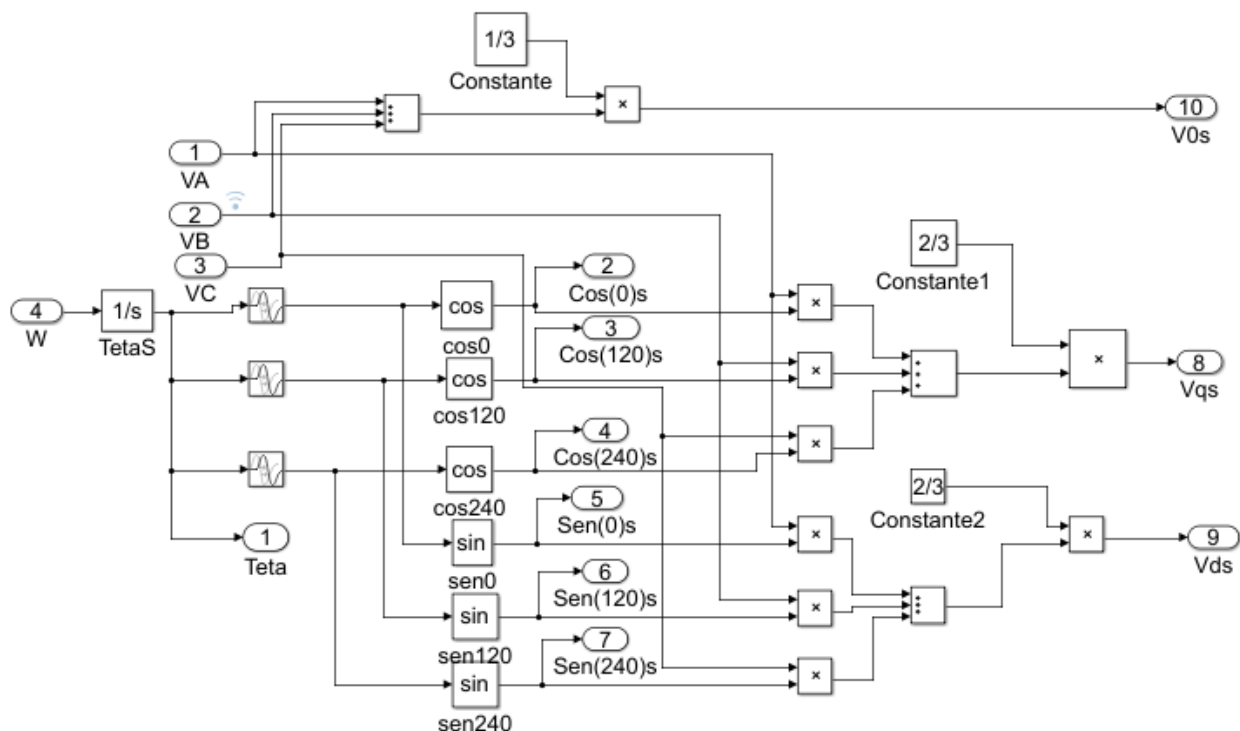 1/3
Constante
×
10
V0s
1
VA
2
VB
3
VC
4
W
1/s
TetaS
cos
cos0
cos
cos120
cos
cos240
sin
sen0
sin
sen120
sin
sen240
1
Teta
2
Cos(0)s
3
Cos(120)s
4
Cos(240)s
5
Sen(0)s
6
Sen(120)s
7
Sen(240)s
×
×
×
×
×
×
+
+
+
+
+
+
+
+
+
2/3
Constante1
×
8
Vqs
2/3
Constante2
×
9
Vds